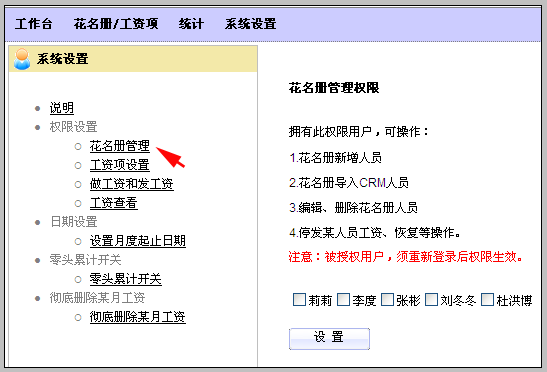 工作台 花名册/工资项 统计 系统设置
系统设置
说明
权限设置
花名册管理
工资项设置
做工资和发工资
工资查看
日期设置
设置月度起止日期
零头累计开关
零头累计开关
彻底删除某月工资
彻底删除某月工资
花名册管理权限
拥有此权限用户，可操作：
1.花名册新增人员
2.花名册导入CRM人员
3.编辑、删除花名册人员
4.停发某人员工资、恢复等操作。
注意：被授权用户，须重新登录后权限生效。
莉莉 李度 张彬 刘冬冬 杜洪博
设 置